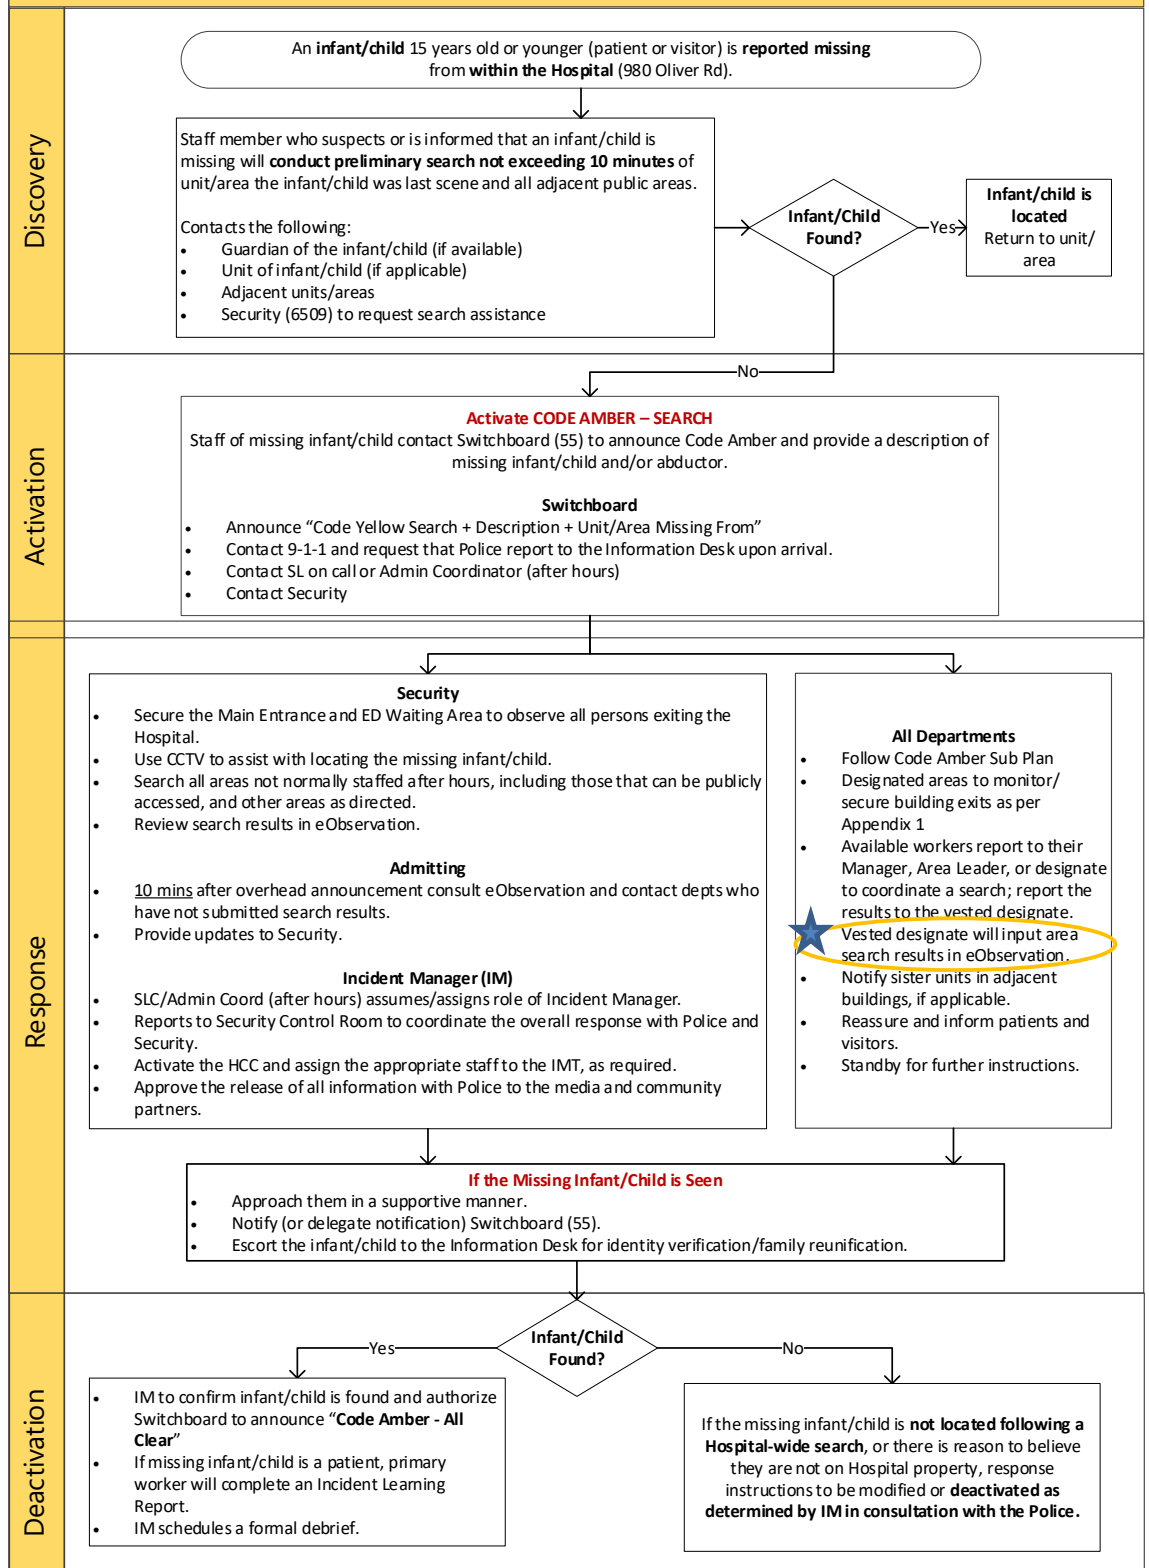 Discovery
An infant/child 15 years old or younger (patient or visitor) is reported missing
from within the Hospital (980 Oliver Rd).
Staff member who suspects or is informed that an infant/child is
missing will conduct preliminary search not exceeding 10 minutes of
unit/area the infant/child was last scene and all adjacent public areas.
Contacts the following:
• Guardian of the infant/child (if available)
• Unit of infant/child (if applicable)
• Adjacent units/areas
• Security (6509) to request search assistance
Infant/Child
Found?
Yes
Infant/child is
located
Return to unit/
area
No
Activation
Activate CODE AMBER – SEARCH
Staff of missing infant/child contact Switchboard (55) to announce Code Amber and provide a description of
missing infant/child and/or abductor.
Switchboard
• Announce “Code Yellow Search + Description + Unit/Area Missing From”
• Contact 9-1-1 and request that Police report to the Information Desk upon arrival.
• Contact SL on call or Admin Coordinator (after hours)
• Contact Security
Response
Security
• Secure the Main Entrance and ED Waiting Area to observe all persons exiting the
Hospital.
• Use CCTV to assist with locating the missing infant/child.
• Search all areas not normally staffed after hours, including those that can be publicly
accessed, and other areas as directed.
• Review search results in eObservation.
Admitting
• 10 mins after overhead announcement consult eObservation and contact depts who
have not submitted search results.
• Provide updates to Security.
Incident Manager (IM)
• SLC/Admin Coord (after hours) assumes/assigns role of Incident Manager.
• Reports to Security Control Room to coordinate the overall response with Police and
Security.
• Activate the HCC and assign the appropriate staff to the IMT, as required.
• Approve the release of all information with Police to the media and community
partners.
All Departments
• Follow Code Amber Sub Plan
• Designated areas to monitor/
secure building exits as per
Appendix 1
• Available workers report to their
Manager, Area Leader, or designate
to coordinate a search; report the
results to the vested designate.
Vested designate will input area
search results in eObservation.
• Notify sister units in adjacent
buildings, if applicable.
• Reassure and inform patients and
visitors.
• Standby for further instructions.
If the Missing Infant/Child is Seen
• Approach them in a supportive manner.
• Notify (or delegate notification) Switchboard (55).
• Escort the infant/child to the Information Desk for identity verification/family reunification.
Deactivation
Infant/Child
Found?
Yes
No
• IM to confirm infant/child is found and authorize
Switchboard to announce “Code Amber - All
Clear”
• If missing infant/child is a patient, primary
worker will complete an Incident Learning
Report.
• IM schedules a formal debrief.
If the missing infant/child is not located following a
Hospital-wide search, or there is reason to believe
they are not on Hospital property, response
instructions to be modified or deactivated as
determined by IM in consultation with the Police.